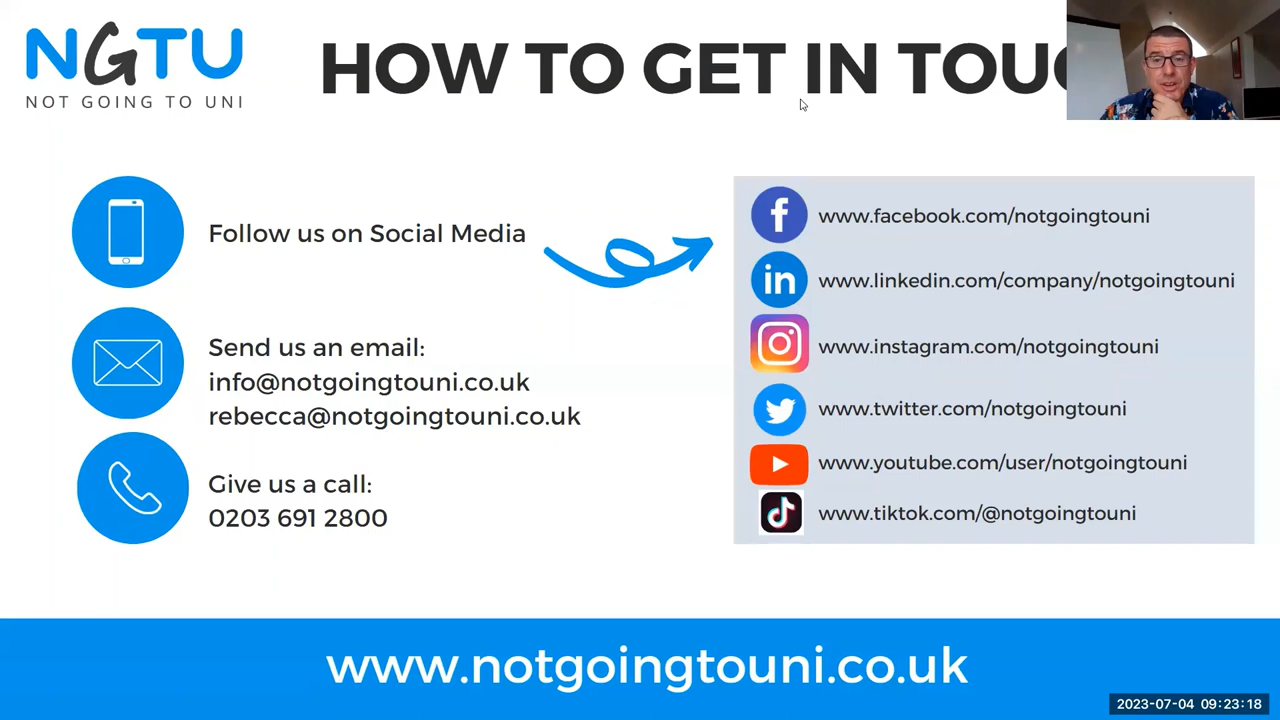 NGTU
NOT GOING TO UNI
HOW TO GET IN
Follow us on Social Media
Send us an email:
info@notgoingtouni.co.uk
rebecca@notgoingtouni.co.uk
Give us a call:
0203 691 2800
www.facebook.com/notgoingtouni
www.linkedin.com/company/notgoingtouni
www.instagram.com/notgoingtouni
www.twitter.com/notgoingtouni
www.youtube.com/user/notgoingtouni
www.tiktok.com/@notgoingtouni
www.notgoingtouni.co.uk
2023-07-04 09:23:18